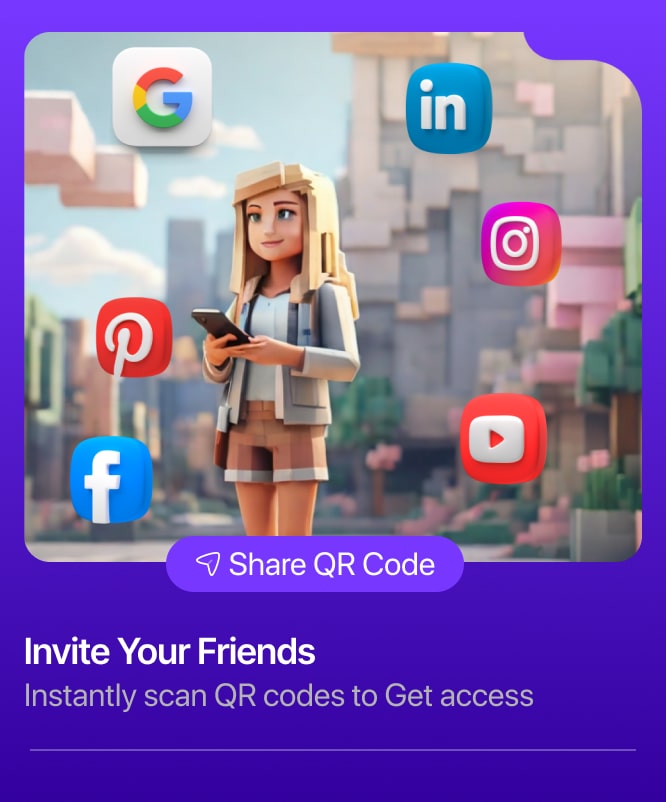 in
Share QR Code
Invite Your Friends
Instantly scan QR codes to Get access